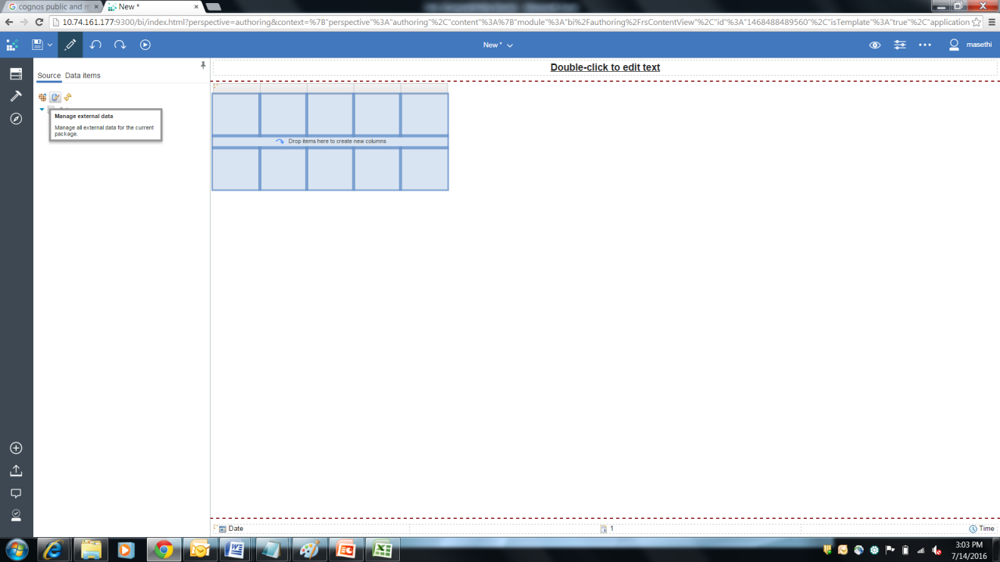 cognos public and m
New *
10.74.161.177:9300/bi/index.html?perspective=authoring&context=%7B"perspective"%3A"authoring"%2C"content"%3A%7B"module"%3A"bi%2Fauthoring%2FrsContentView"%2C"id"%3A"1468488489560"%2C"isTemplate"%3A"true"%2C"application
New *
masethi
Source Data items
Double-click to edit text
Manage external data
Manage all external data for the current
package.
Drop items here to create new columns
Date
1
Time
3:03 PM
7/14/2016